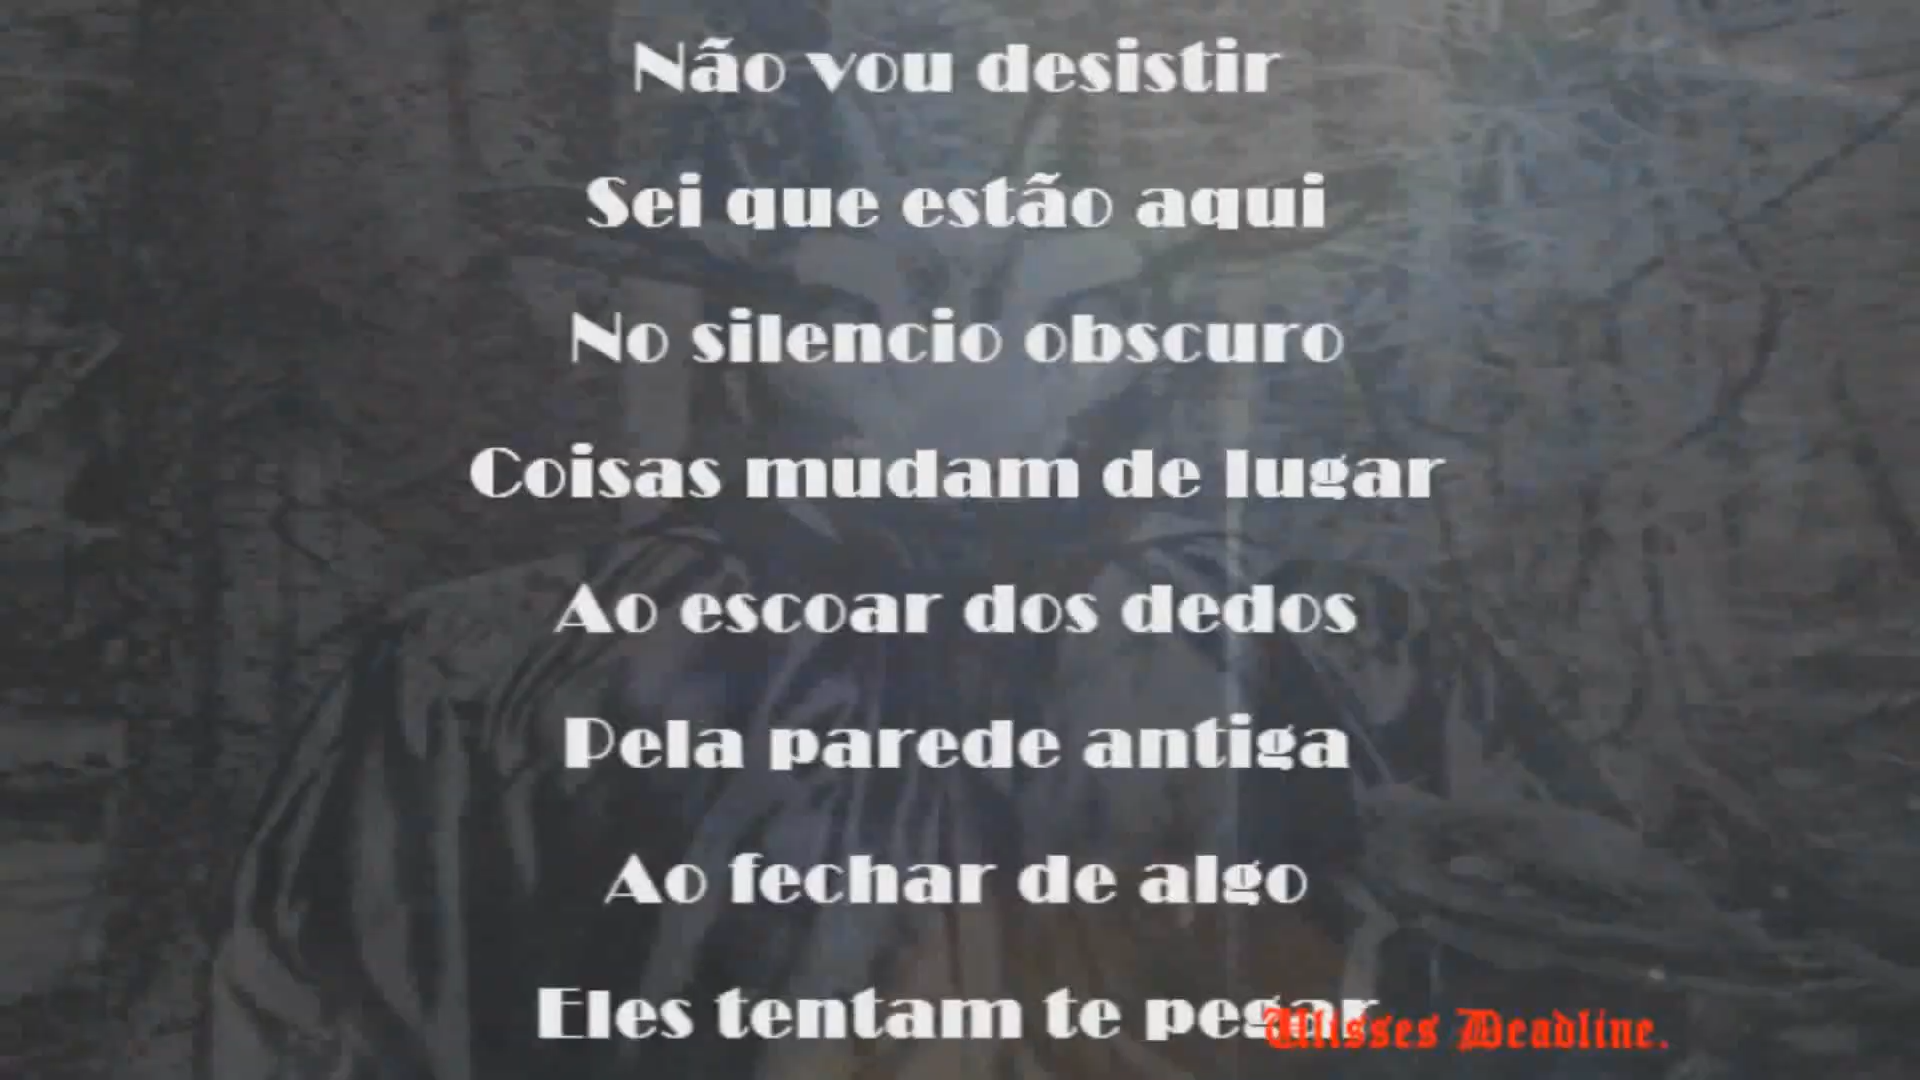 Não vou desistir
Sei que estão aqui
No silencio obscuro
Coisas mudam de lugar
Ao escoar dos dedos
Pela parede antiga
Ao fechar de algo
Eles tentam te pegar
Ulisses Deadline.